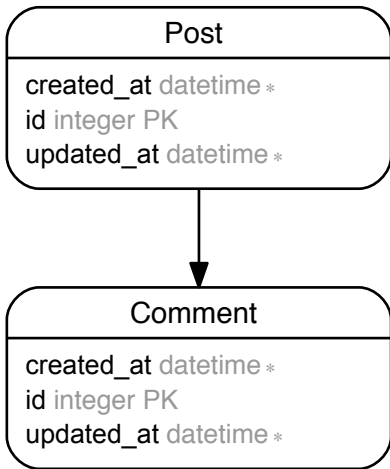 Post
created_at datetime *
id integer PK
updated_at datetime *
Comment
created_at datetime *
id integer PK
updated_at datetime *